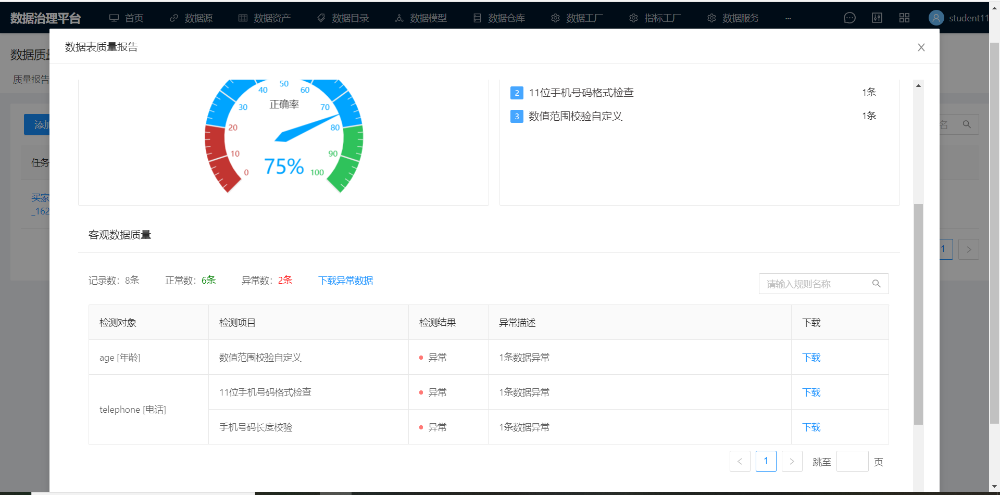 数据治理平台 首页 数据源 数据资产 数据目录 数据模型 数据仓库 数据工厂 指标工厂 数据服务 ... student11
数据质
质量报告
添加
名
任务
买家
_162
1
数据表质量报告
50
40 60
正确率
30 70
20 80
10 90
0 75% 100
2 11位手机号码格式检查 1条
3 数值范围校验自定义 1条
客观数据质量
记录数：8条 正常数：6条 异常数：2条 下载异常数据
请输入规则名称
检测对象 检测项目 检测结果 异常描述 下载
age [年龄] 数值范围校验自定义 异常 1条数据异常 下载
telephone [电话] 11位手机号码格式检查 异常 1条数据异常 下载
手机号码长度校验 异常 1条数据异常 下载
< 1 > 跳至 页